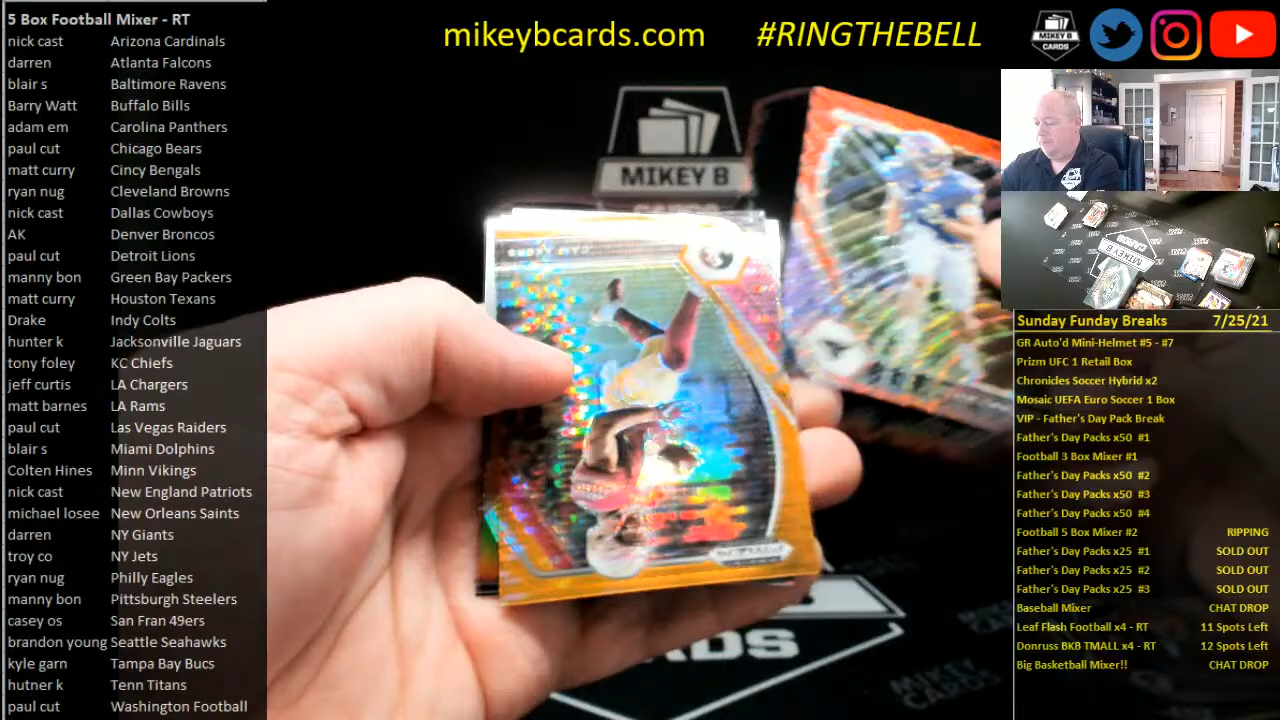 5 Box Football Mixer - RT
nick cast Arizona Cardinals
darren Atlanta Falcons
blair s Baltimore Ravens
Barry Watt Buffalo Bills
adam em Carolina Panthers
paul cut Chicago Bears
matt curry Cincy Bengals
ryan nug Cleveland Browns
nick cast Dallas Cowboys
AK Denver Broncos
paul cut Detroit Lions
manny bon Green Bay Packers
matt curry Houston Texans
Drake Indy Colts
hunter k Jacksonville Jaguars
tony foley KC Chiefs
jeff curtis LA Chargers
matt barnes LA Rams
paul cut Las Vegas Raiders
blair s Miami Dolphins
Colten Hines Minn Vikings
nick cast New England Patriots
michael losee New Orleans Saints
darren NY Giants
troy co NY Jets
ryan nug Philly Eagles
manny bon Pittsburgh Steelers
casey os San Fran 49ers
brandon young Seattle Seahawks
kyle garn Tampa Bay Bucs
hutner k Tenn Titans
paul cut Washington Football
mikeybcards.com #RINGTHEBELL
MIKEY B
CARDS
MIKEY B
CARDS
MIKEY
CARDS
Sunday Funday Breaks 7/25/21
GR Auto'd Mini-Helmet #5 - #7
Prizm UFC 1 Retail Box
Chronicles Soccer Hybrid x2
Mosaic UEFA Euro Soccer 1 Box
VIP - Father's Day Pack Break
Father's Day Packs x50 #1
Football 3 Box Mixer #1
Father's Day Packs x50 #2
Father's Day Packs x50 #3
Father's Day Packs x50 #4
Football 5 Box Mixer #2 RIPPING
Father's Day Packs x25 #1 SOLD OUT
Father's Day Packs x25 #2 SOLD OUT
Father's Day Packs x25 #3 SOLD OUT
Baseball Mixer CHAT DROP
Leaf Flash Football x4 - RT 11 Spots Left
Donruss BKB TMALL x4 - RT 12 Spots Left
Big Basketball Mixer!! CHAT DROP